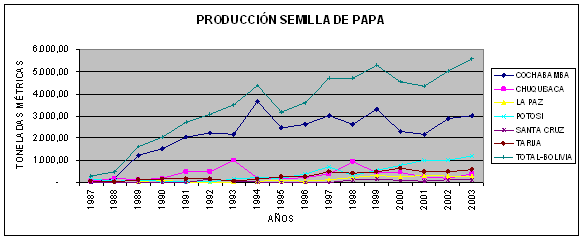 PRODUCCIÓN SEMILLA DE PAPA
TONELADAS MÉTRICAS
6.000,00
5.000,00
4.000,00
3.000,00
2.000,00
1.000,00
-
1987
1988
1989
1990
1991
1992
1993
1994
1995
1996
1997
1998
1999
2000
2001
2002
2003
AÑOS
COCHABAMBA
CHUQUISACA
LA PAZ
POTOSI
SANTA CRUZ
TARIJA
TOTAL-BOLIVIA